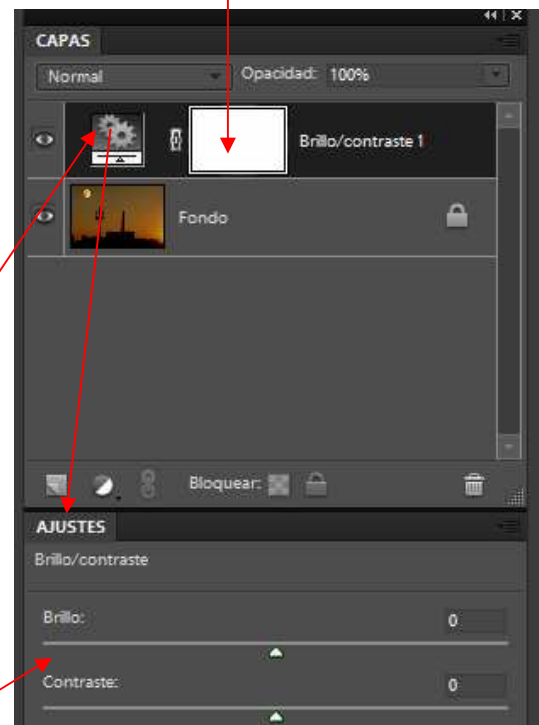 CAPAS
Normal Opacidad: 100%
Brillo/contraste 1
Fondo
Bloquear:
AJUSTES
Brillo/contraste
Brillo: 0
Contraste: 0